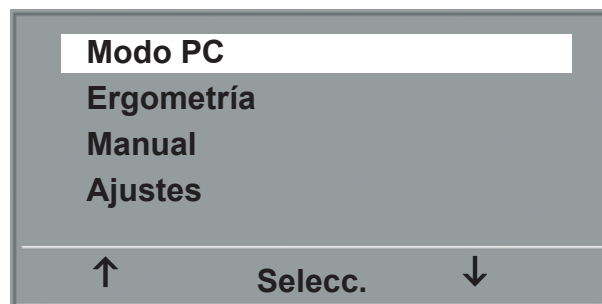 Modo PC
Ergometría
Manual
Ajustes
↑ Selecc. ↓